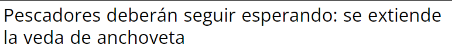 Pescadores deberán seguir esperando: se extiende
la veda de anchoveta